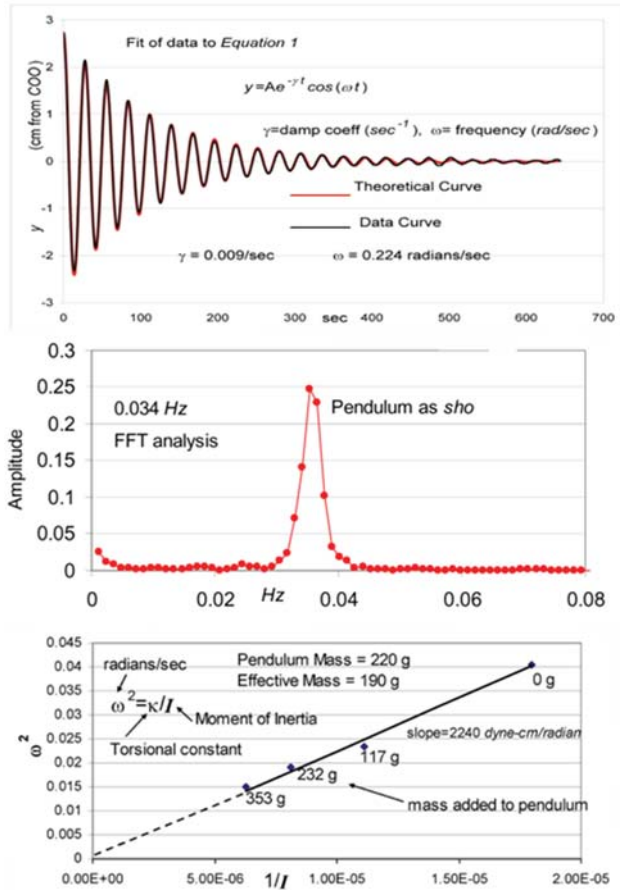 3
2
1
0
-1
-2
-3
y (cm from COO)
Fit of data to Equation 1
y=Ae^-γt cos(ωt)
γ=damp coeff (sec⁻¹), ω= frequency (rad/sec)
Theoretical Curve
Data Curve
γ = 0.009/sec ω = 0.224 radians/sec
0 100 200 300 sec 400 500 600 700
0.3
0.25
0.2
0.15
0.1
0.05
0
Amplitude
0.034 Hz
FFT analysis
Pendulum as sho
0 0.02 Hz 0.04 0.06 0.08
0.045
0.04
0.035
0.03
0.025
0.02
0.015
0.01
0.005
0
ω²
radians/sec
ω²=κ/I
Moment of Inertia
Torsional constant
Pendulum Mass = 220 g
Effective Mass = 190 g
0 g
slope=2240 dyne-cm/radian
117 g
232 g
353 g
mass added to pendulum
0.00E+00 5.00E-06 1.00E-05 1.50E-05 2.00E-05
1/I